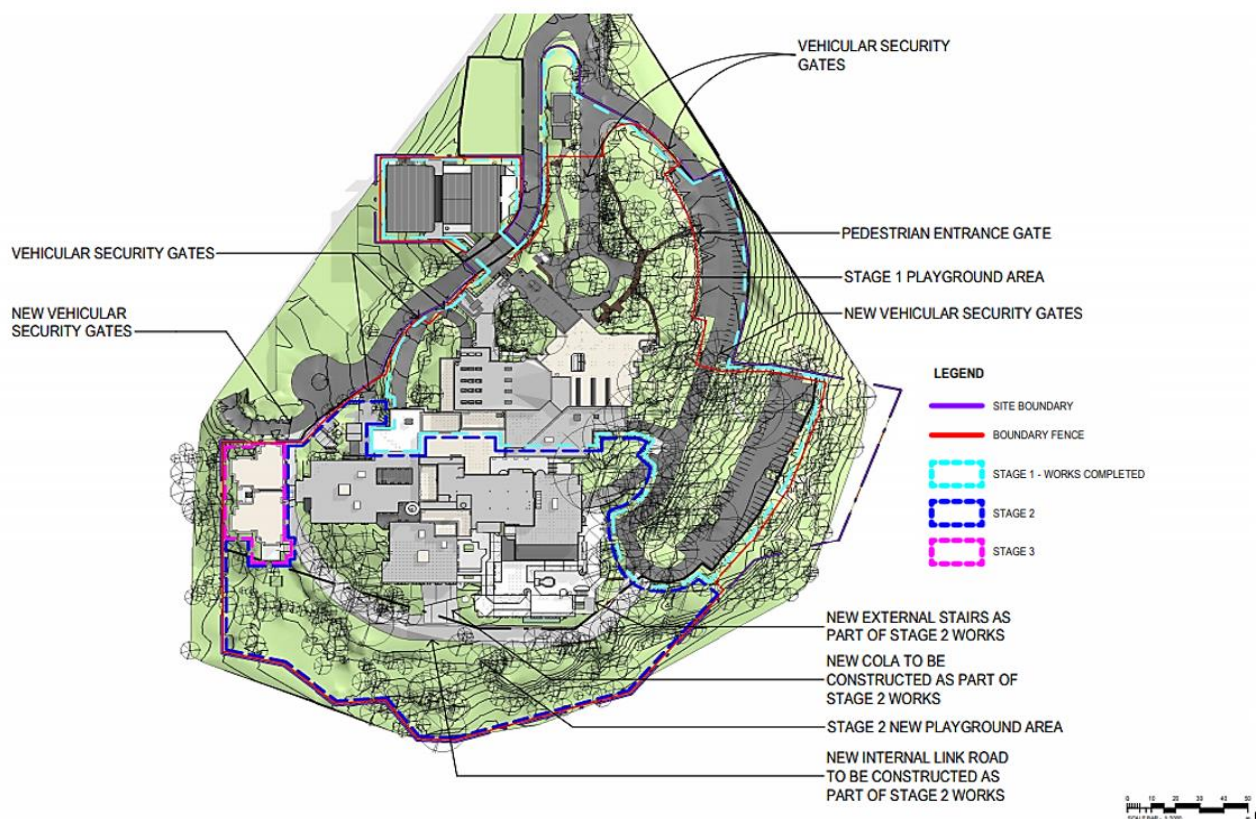 VEHICULAR SECURITY
GATES
PEDESTRIAN ENTRANCE GATE
STAGE 1 PLAYGROUND AREA
NEW VEHICULAR SECURITY GATES
VEHICULAR SECURITY GATES
NEW VEHICULAR
SECURITY GATES
LEGEND
SITE BOUNDARY
BOUNDARY FENCE
STAGE 1 - WORKS COMPLETED
STAGE 2
STAGE 3
NEW EXTERNAL STAIRS AS
PART OF STAGE 2 WORKS
NEW COLA TO BE
CONSTRUCTED AS PART OF
STAGE 2 WORKS
STAGE 2 NEW PLAYGROUND AREA
NEW INTERNAL LINK ROAD
TO BE CONSTRUCTED AS
PART OF STAGE 2 WORKS
0 10 20 30 40 50